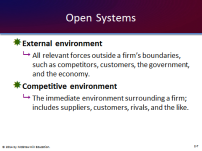 Open Systems
External environment
All relevant forces outside a firm's boundaries,
such as competitors, customers, the government,
and the economy.
Competitive environment
The immediate environment surrounding a firm;
includes suppliers, customers, rivals, and the like.